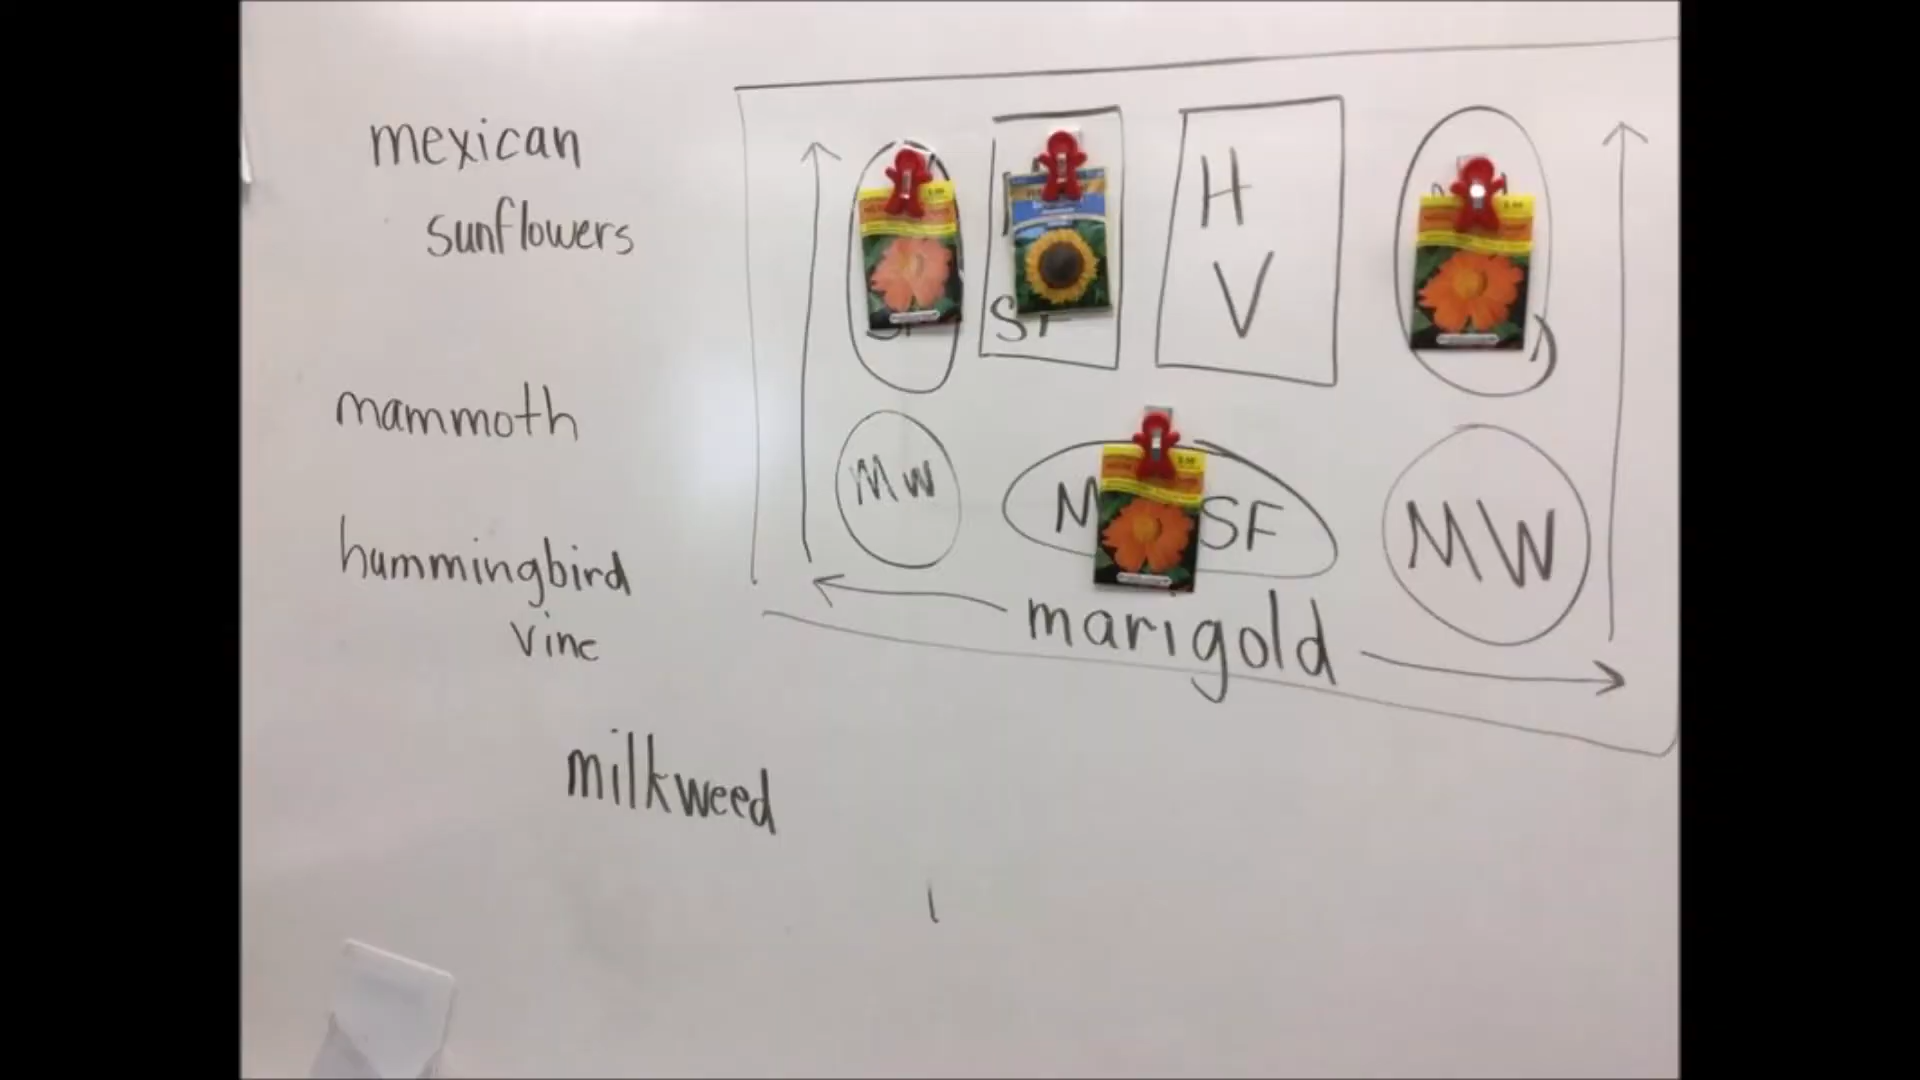 mexican
sunflowers
mammoth
hummingbird
vine
milkweed
H
V
SF
MW
M SF
MW
marigold